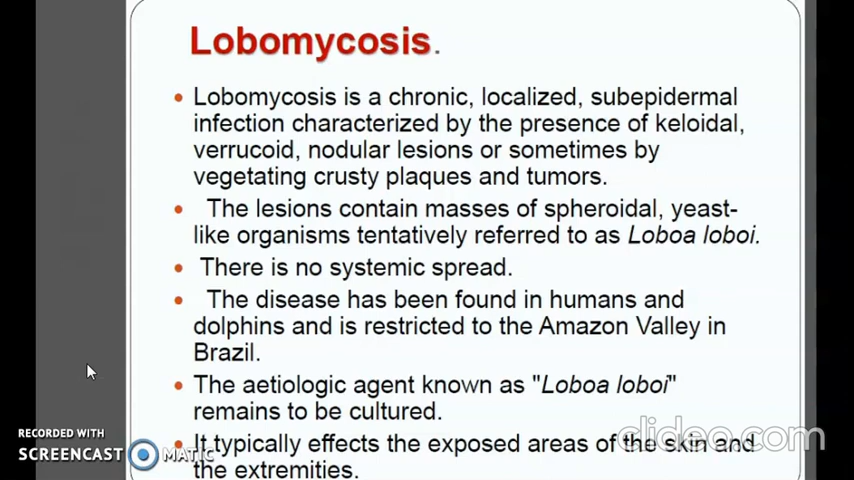 Lobomycosis.
• Lobomycosis is a chronic, localized, subepidermal
infection characterized by the presence of keloidal,
verrucoid, nodular lesions or sometimes by
vegetating crusty plaques and tumors.
• The lesions contain masses of spheroidal, yeast-
like organisms tentatively referred to as Loboa loboi.
• There is no systemic spread.
• The disease has been found in humans and
dolphins and is restricted to the Amazon Valley in
Brazil.
• The aetiologic agent known as "Loboa loboi"
remains to be cultured.
• It typically effects the exposed areas of the skin and
the extremities.
RECORDED WITH
SCREENCAST MATIC
clideo.com